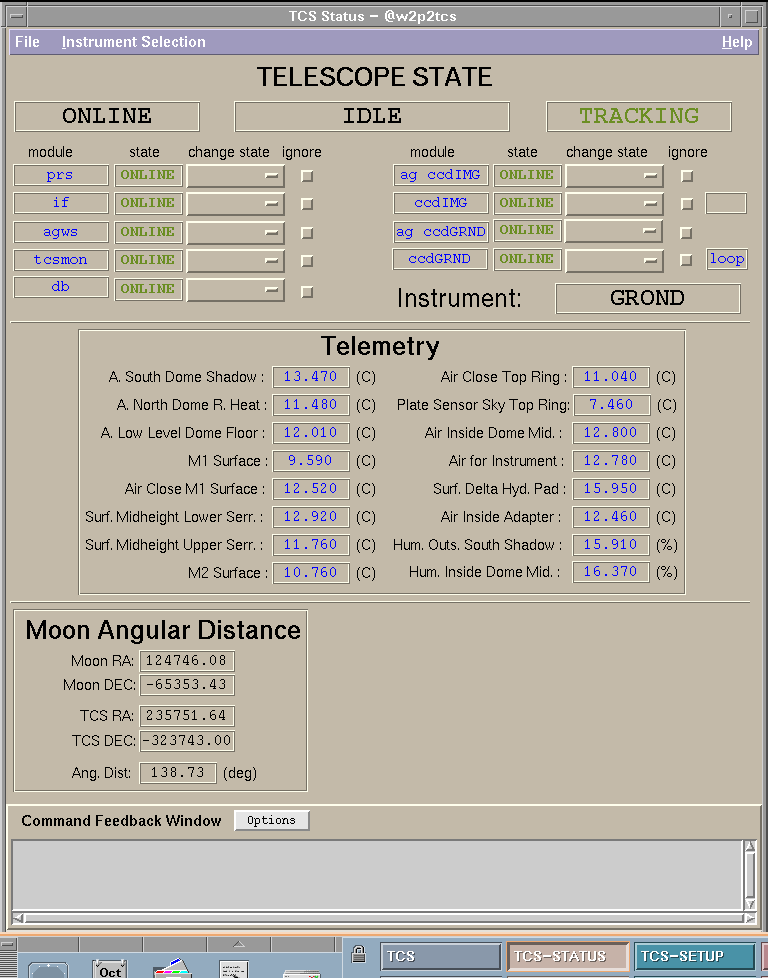 TCS Status - @w2p2tcs
File Instrument Selection Help
TELESCOPE STATE
ONLINE IDLE TRACKING
module state change state ignore module state change state ignore
prs ONLINE ag ccdIMG ONLINE
if ONLINE ccdIMG ONLINE
agws ONLINE ag ccdGRND ONLINE
tcsmon ONLINE ccdGRND ONLINE loop
db ONLINE
Instrument: GROND
Telemetry
A. South Dome Shadow : 13.470 (C) Air Close Top Ring : 11.040 (C)
A. North Dome R. Heat : 11.480 (C) Plate Sensor Sky Top Ring: 7.460 (C)
A. Low Level Dome Floor : 12.010 (C) Air Inside Dome Mid. : 12.800 (C)
M1 Surface : 9.590 (C) Air for Instrument : 12.780 (C)
Air Close M1 Surface : 12.520 (C) Surf. Delta Hyd. Pad : 15.950 (C)
Surf. Midheight Lower Serr. : 12.920 (C) Air Inside Adapter : 12.460 (C)
Surf. Midheight Upper Serr. : 11.760 (C) Hum. Outs. South Shadow : 15.910 (%)
M2 Surface : 10.760 (C) Hum. Inside Dome Mid. : 16.370 (%)
Moon Angular Distance
Moon RA: 124746.08
Moon DEC: -65353.43
TCS RA: 235751.64
TCS DEC: -323743.00
Ang. Dist: 138.73 (deg)
Command Feedback Window Options
TCS TCS-STATUS TCS-SETUP
Oct